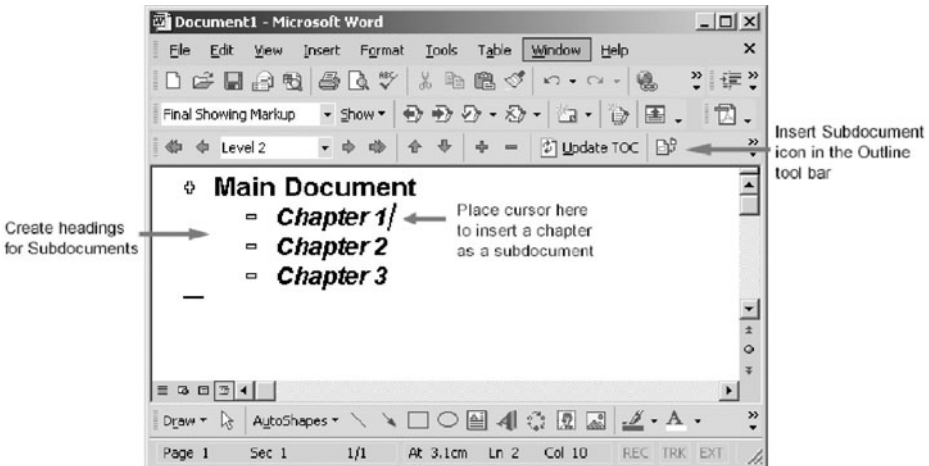 Document1 - Microsoft Word
File Edit View Insert Format Tools Table Window Help
Final Showing Markup Show
Level 2 Update TOC
Insert Subdocument
icon in the Outline
tool bar
Main Document
Chapter 1
Place cursor here
to insert a chapter
as a subdocument
Create headings
for Subdocuments
Chapter 2
Chapter 3
Draw AutoShapes
Page 1 Sec 1 1/1 At 3.1cm Ln 2 Col 10 REC TRK EXT